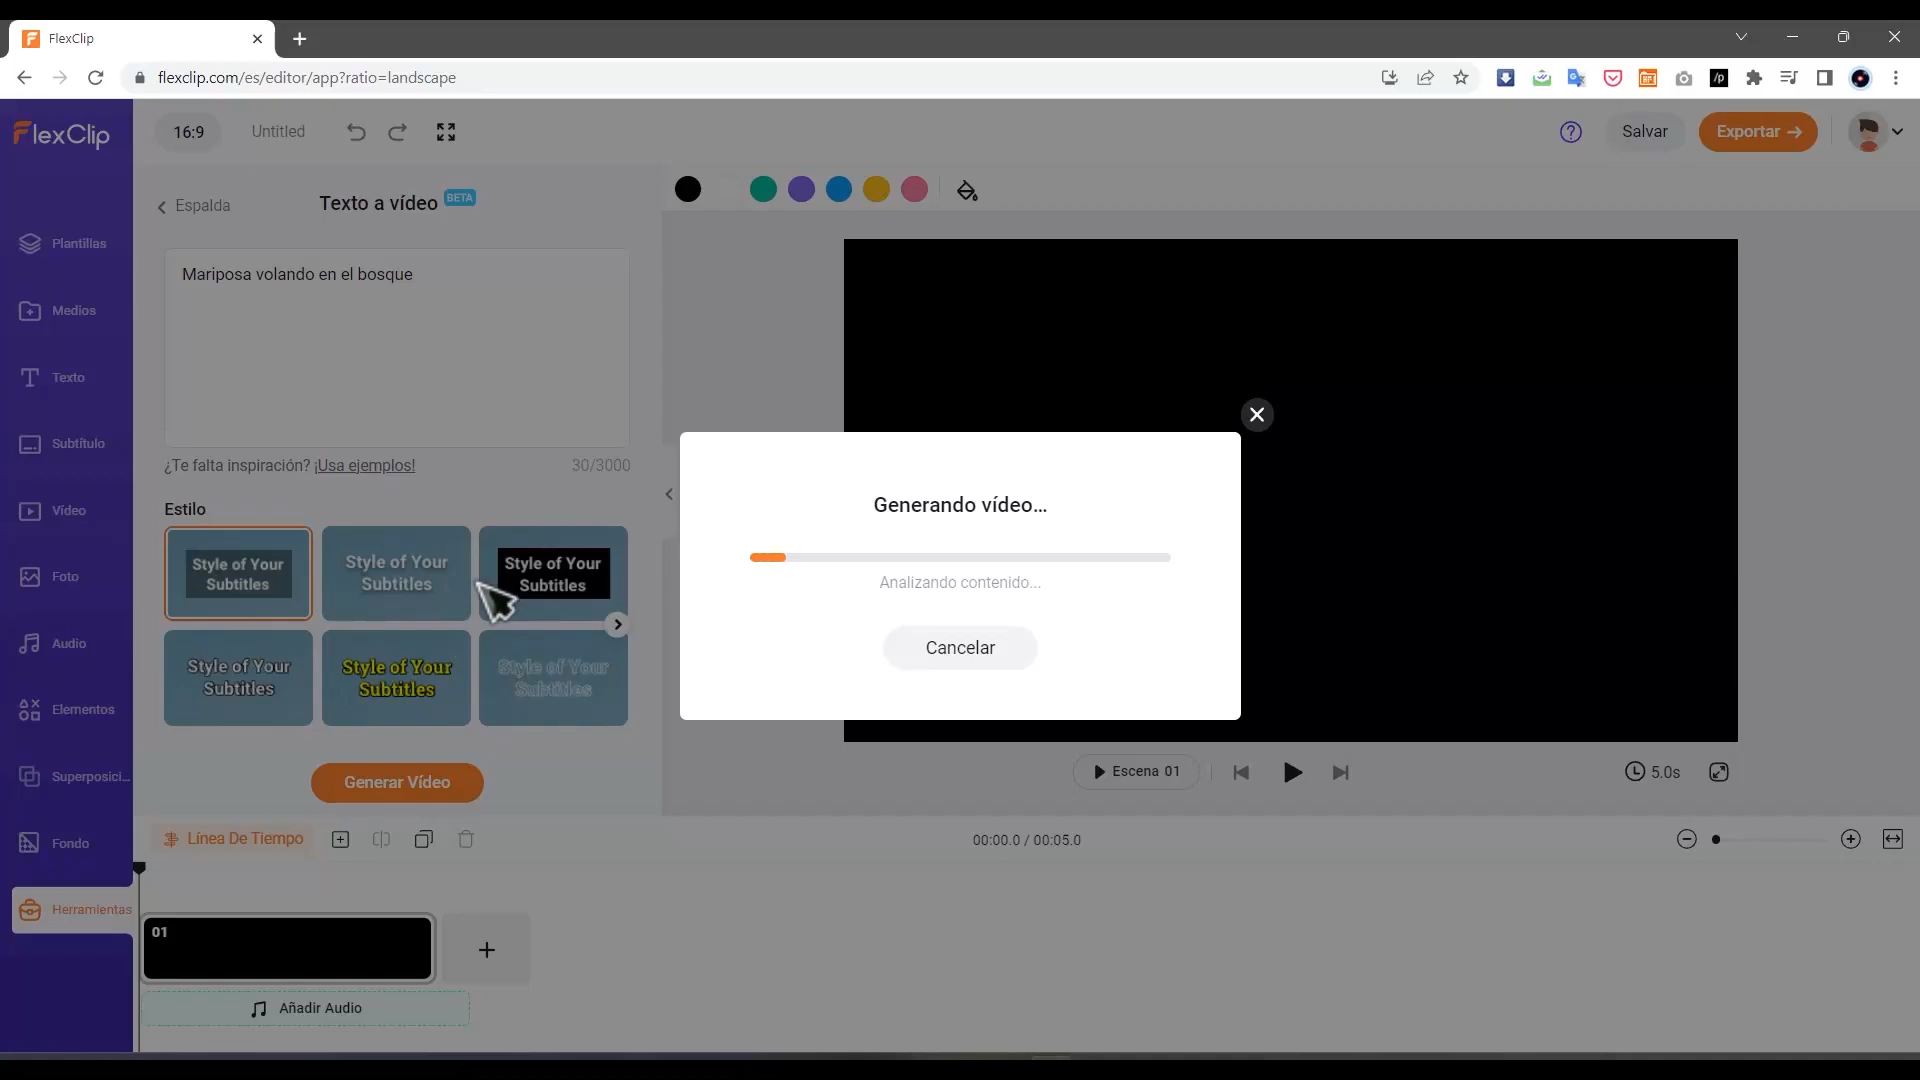 FlexClip
flexclip.com/es/editor/app?ratio=landscape
FlexClip
16:9
Untitled
Salvar
Exportar
Espalda
Texto a vídeo
BETA
Plantillas
Medios
Texto
Subtítulo
Vídeo
Foto
Audio
Elementos
Superposici...
Fondo
Herramientas
Mariposa volando en el bosque
¿Te falta inspiración? ¡Usa ejemplos!
30/3000
Estilo
Style of Your
Subtitles
Style of Your
Subtitles
Style of Your
Subtitles
Style of Your
Subtitles
Style of Your
Subtitles
Style of Your
Subtitles
Generar Vídeo
Generando vídeo...
Analizando contenido...
Cancelar
Escena 01
5.0s
Línea De Tiempo
00:00.0 / 00:05.0
01
Añadir Audio